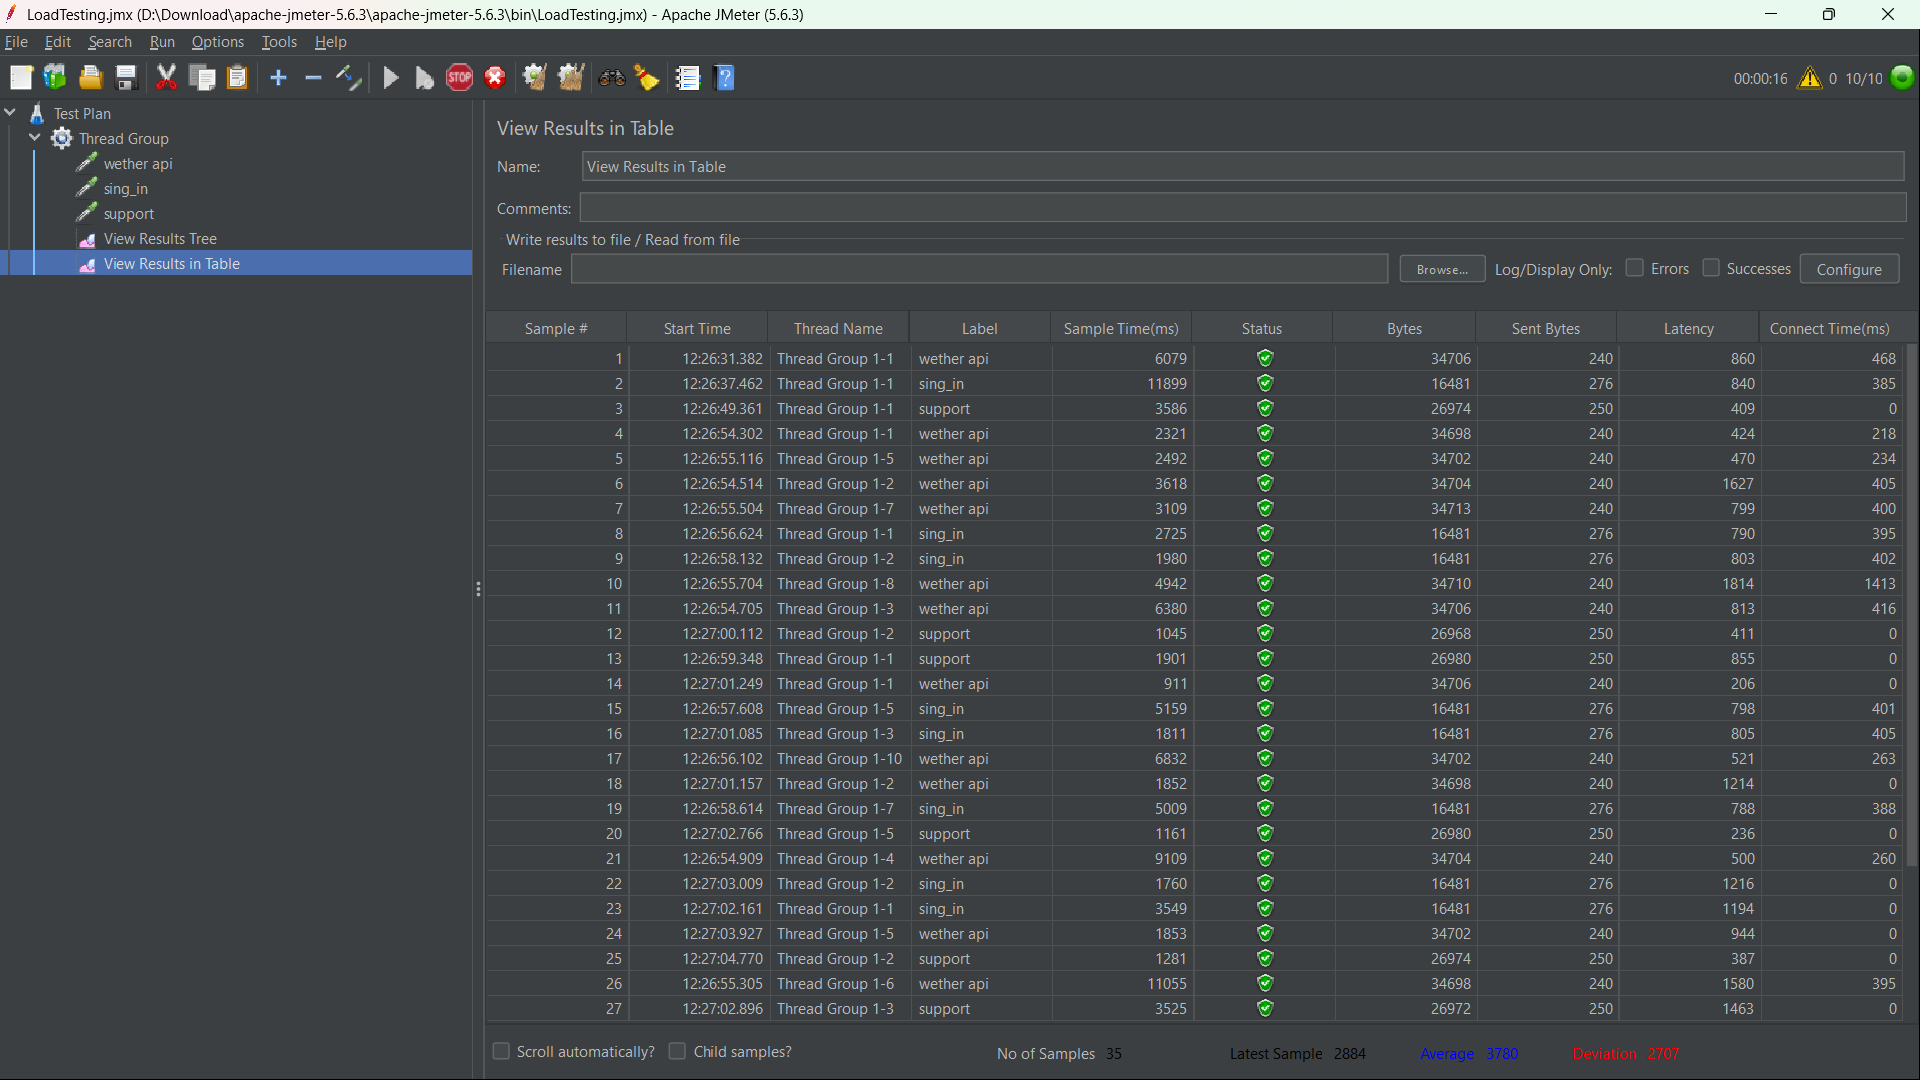 LoadTesting.jmx (D:\Download\apache-jmeter-5.6.3\apache-jmeter-5.6.3\bin\LoadTesting.jmx) - Apache JMeter (5.6.3)
File Edit Search Run Options Tools Help
STOP ? 00:00:16 0 10/10
Test Plan
Thread Group
wether api
sing_in
support
View Results Tree
View Results in Table
View Results in Table
Name: View Results in Table
Comments:
Write results to file / Read from file
Filename Browse... Log/Display Only: Errors Successes Configure
Sample # Start Time Thread Name Label Sample Time(ms) Status Bytes Sent Bytes Latency Connect Time(ms)
1 12:26:31.382 Thread Group 1-1 wether api 6079 34706 240 860 468
2 12:26:37.462 Thread Group 1-1 sing_in 11899 16481 276 840 385
3 12:26:49.361 Thread Group 1-1 support 3586 26974 250 409 0
4 12:26:54.302 Thread Group 1-1 wether api 2321 34698 240 424 218
5 12:26:55.116 Thread Group 1-5 wether api 2492 34702 240 470 234
6 12:26:54.514 Thread Group 1-2 wether api 3618 34704 240 1627 405
7 12:26:55.504 Thread Group 1-7 wether api 3109 34713 240 799 400
8 12:26:56.624 Thread Group 1-1 sing_in 2725 16481 276 790 395
9 12:26:58.132 Thread Group 1-2 sing_in 1980 16481 276 803 402
10 12:26:55.704 Thread Group 1-8 wether api 4942 34710 240 1814 1413
11 12:26:54.705 Thread Group 1-3 wether api 6380 34706 240 813 416
12 12:27:00.112 Thread Group 1-2 support 1045 26968 250 411 0
13 12:26:59.348 Thread Group 1-1 support 1901 26980 250 855 0
14 12:27:01.249 Thread Group 1-1 wether api 911 34706 240 206 0
15 12:26:57.608 Thread Group 1-5 sing_in 5159 16481 276 798 401
16 12:27:01.085 Thread Group 1-3 sing_in 1811 16481 276 805 405
17 12:26:56.102 Thread Group 1-10 wether api 6832 34702 240 521 263
18 12:27:01.157 Thread Group 1-2 wether api 1852 34698 240 1214 0
19 12:26:58.614 Thread Group 1-7 sing_in 5009 16481 276 788 388
20 12:27:02.766 Thread Group 1-5 support 1161 26980 250 236 0
21 12:26:54.909 Thread Group 1-4 wether api 9109 34704 240 500 260
22 12:27:03.009 Thread Group 1-2 sing_in 1760 16481 276 1216 0
23 12:27:02.161 Thread Group 1-1 sing_in 3549 16481 276 1194 0
24 12:27:03.927 Thread Group 1-5 wether api 1853 34702 240 944 0
25 12:27:04.770 Thread Group 1-2 support 1281 26974 250 387 0
26 12:26:55.305 Thread Group 1-6 wether api 11055 34698 240 1580 395
27 12:27:02.896 Thread Group 1-3 support 3525 26972 250 1463 0
Scroll automatically? Child samples? No of Samples 35 Latest Sample 2884 Average 3780 Deviation 2707